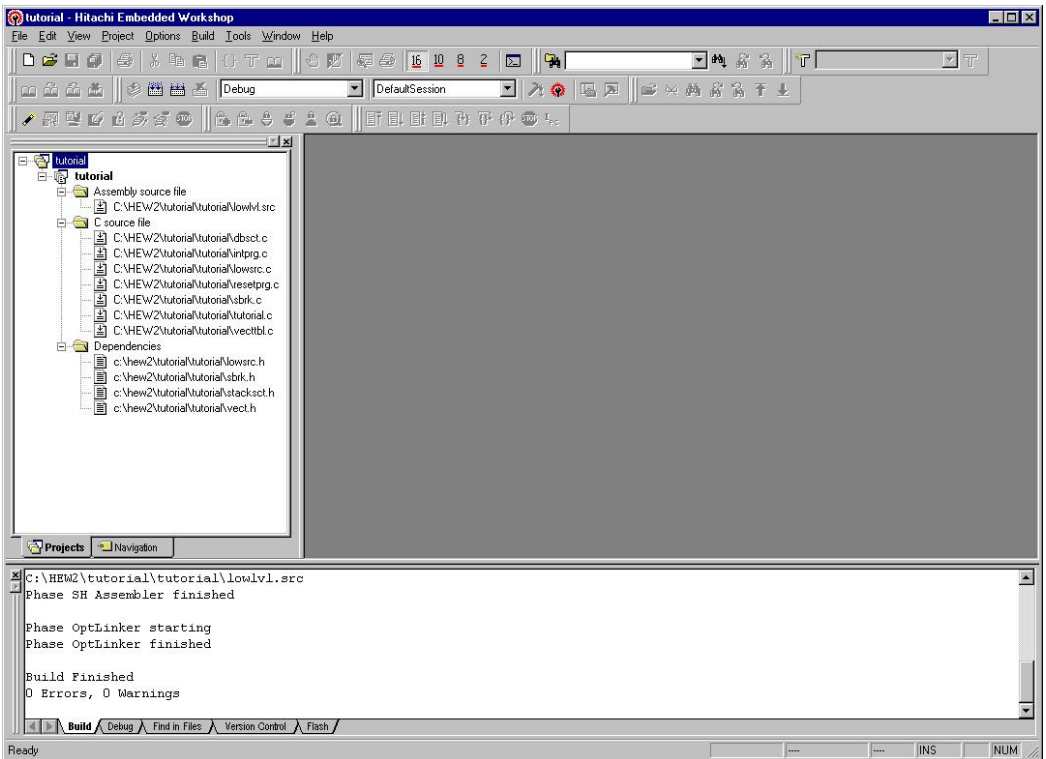 tutorial - Hitachi Embedded Workshop
File Edit View Project Options Build Tools Window Help
16 10 8 2
Debug DefaultSession
tutorial
tutorial
Assembly source file
C:\HEW2\tutorial\tutorial\lowlvl.src
C source file
C:\HEW2\tutorial\tutorial\dbsct.c
C:\HEW2\tutorial\tutorial\intprg.c
C:\HEW2\tutorial\tutorial\lowsrc.c
C:\HEW2\tutorial\tutorial\resetprg.c
C:\HEW2\tutorial\tutorial\sbrk.c
C:\HEW2\tutorial\tutorial\tutorial.c
C:\HEW2\tutorial\tutorial\vecttbl.c
Dependencies
c:\hew2\tutorial\tutorial\lowsrc.h
c:\hew2\tutorial\tutorial\sbrk.h
c:\hew2\tutorial\tutorial\stacksct.h
c:\hew2\tutorial\tutorial\vect.h
Projects Navigation
C:\HEW2\tutorial\tutorial\lowlvl.src
Phase SH Assembler finished
Phase OptLinker starting
Phase OptLinker finished
Build Finished
0 Errors, 0 Warnings
Build Debug Find in Files Version Control Flash
Ready ---- ---- INS NUM